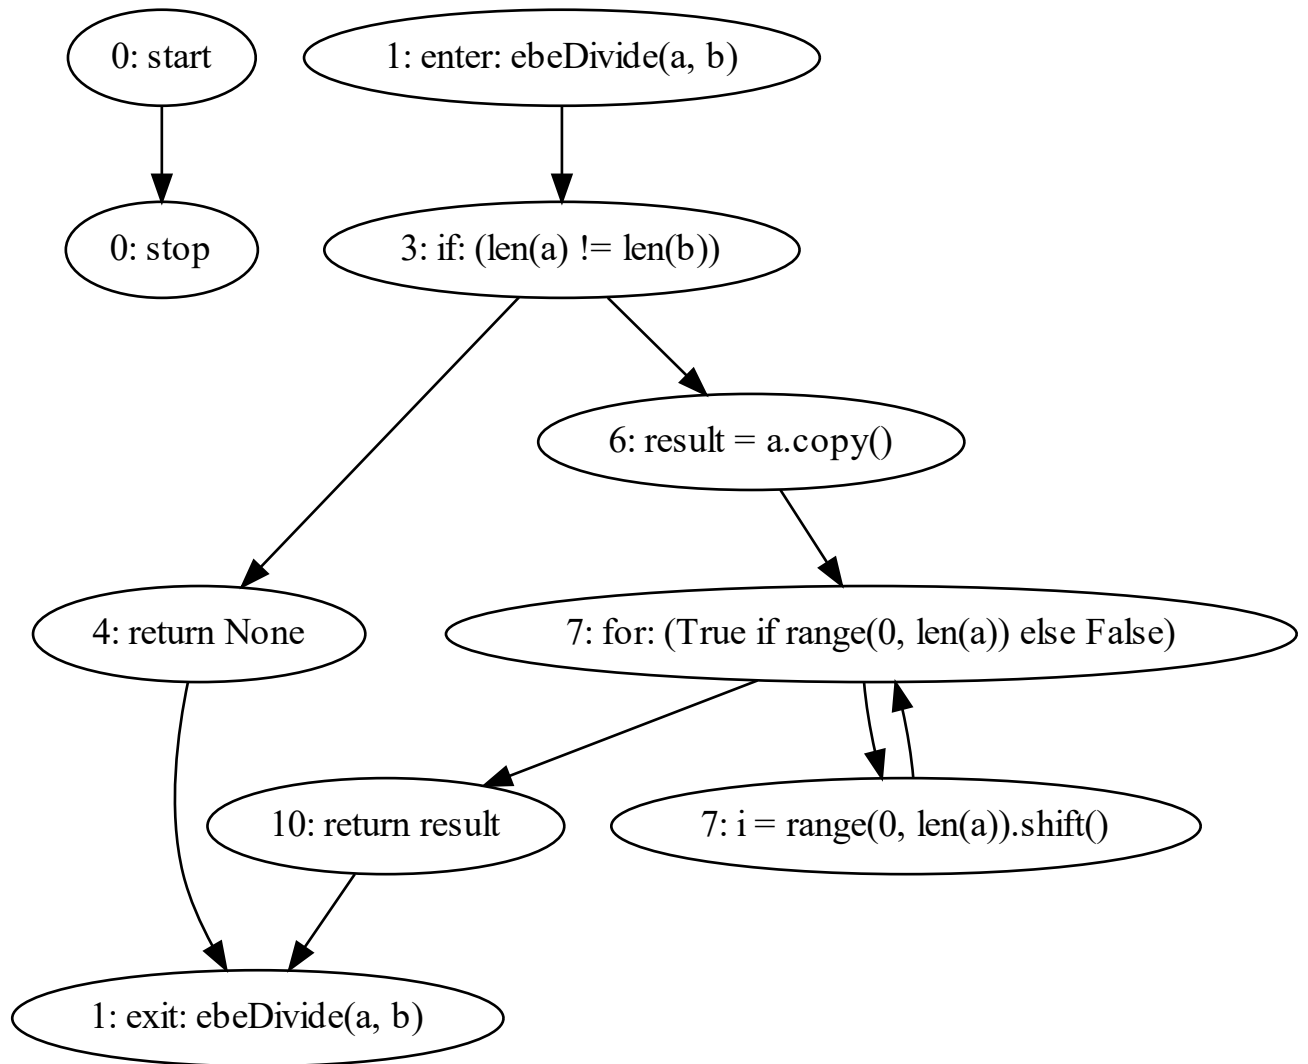 0: start
1: enter: ebeDivide(a, b)
0: stop
3: if: (len(a) != len(b))
6: result = a.copy()
4: return None
7: for: (True if range(0, len(a)) else False)
10: return result
7: i = range(0, len(a)).shift()
1: exit: ebeDivide(a, b)